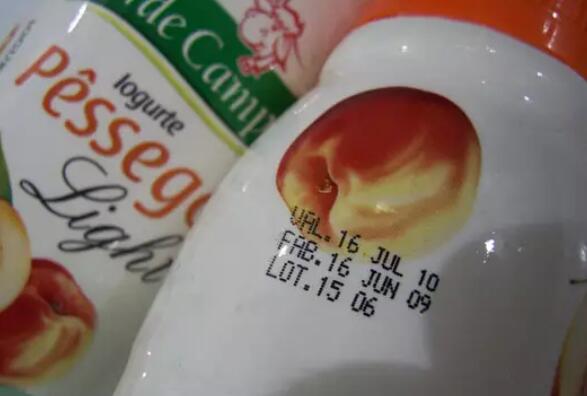 de Camp
Iogurte
Pêssego
Light
VAL.16 JUL 10
FAB.16 JUN 09
LOT.15 06